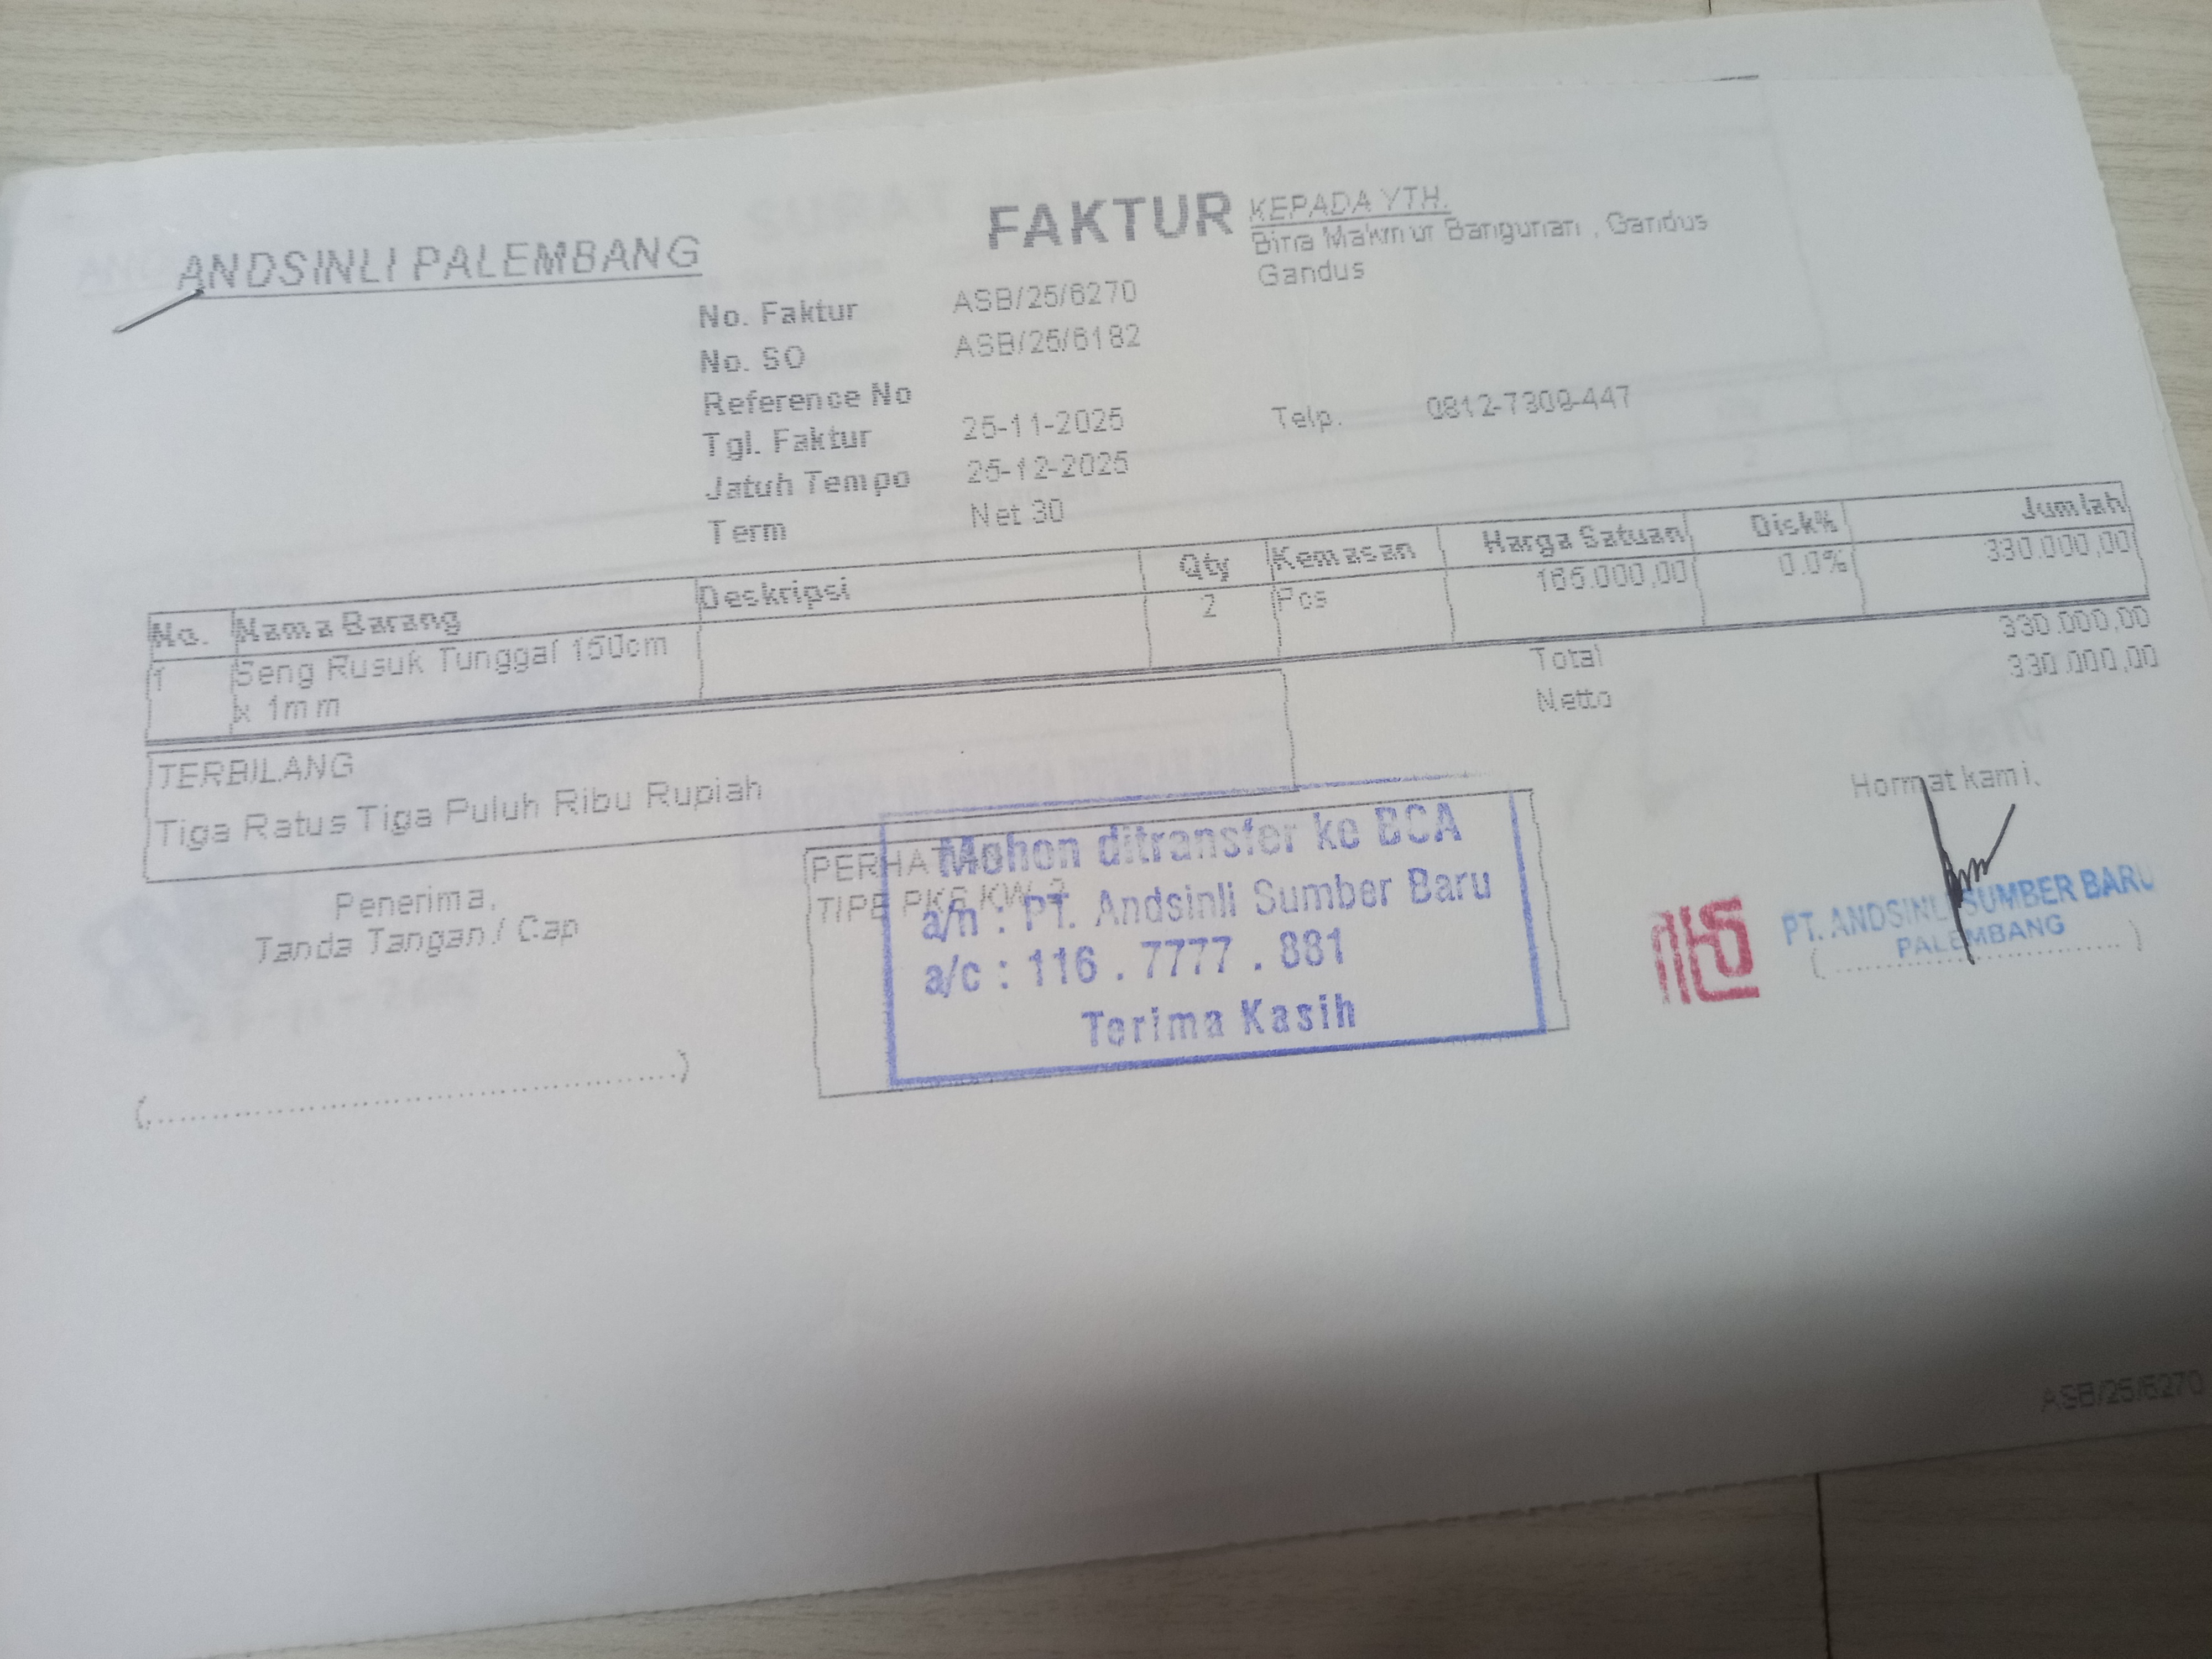 ANDSINLI PALEMBANG
FAKTUR
KEPADA YTH.
Bina Makmur Bangunan , Gandus
Gandus
No. Faktur ASB/25/6270
No. SO ASB/25/6182
Reference No
Tgl. Faktur 25-11-2025
Telp. 0812-7309-447
Jatuh Tempo 25-12-2025
Term Net 30
No. Nama Barang Deskripsi Qty Kemasan Harga Satuan Disk% Jumlah
1 Seng Rusuk Tunggal 150cm 2 Pcs 165.000,00 0.0% 330.000,00
x 1mm
Total 330.000,00
Netto 330.000,00
TERBILANG
Tiga Ratus Tiga Puluh Ribu Rupiah
Hormat kami,
Penerima,
Tanda Tangan / Cap
TIPE PKG KW
Mohon ditransfer ke BCA
a/n : PT. Andsinli Sumber Baru
a/c : 116 . 7777 . 881
Terima Kasih
PT. ANDSINLI SUMBER BARU
PALEMBANG
ASB/25/6270